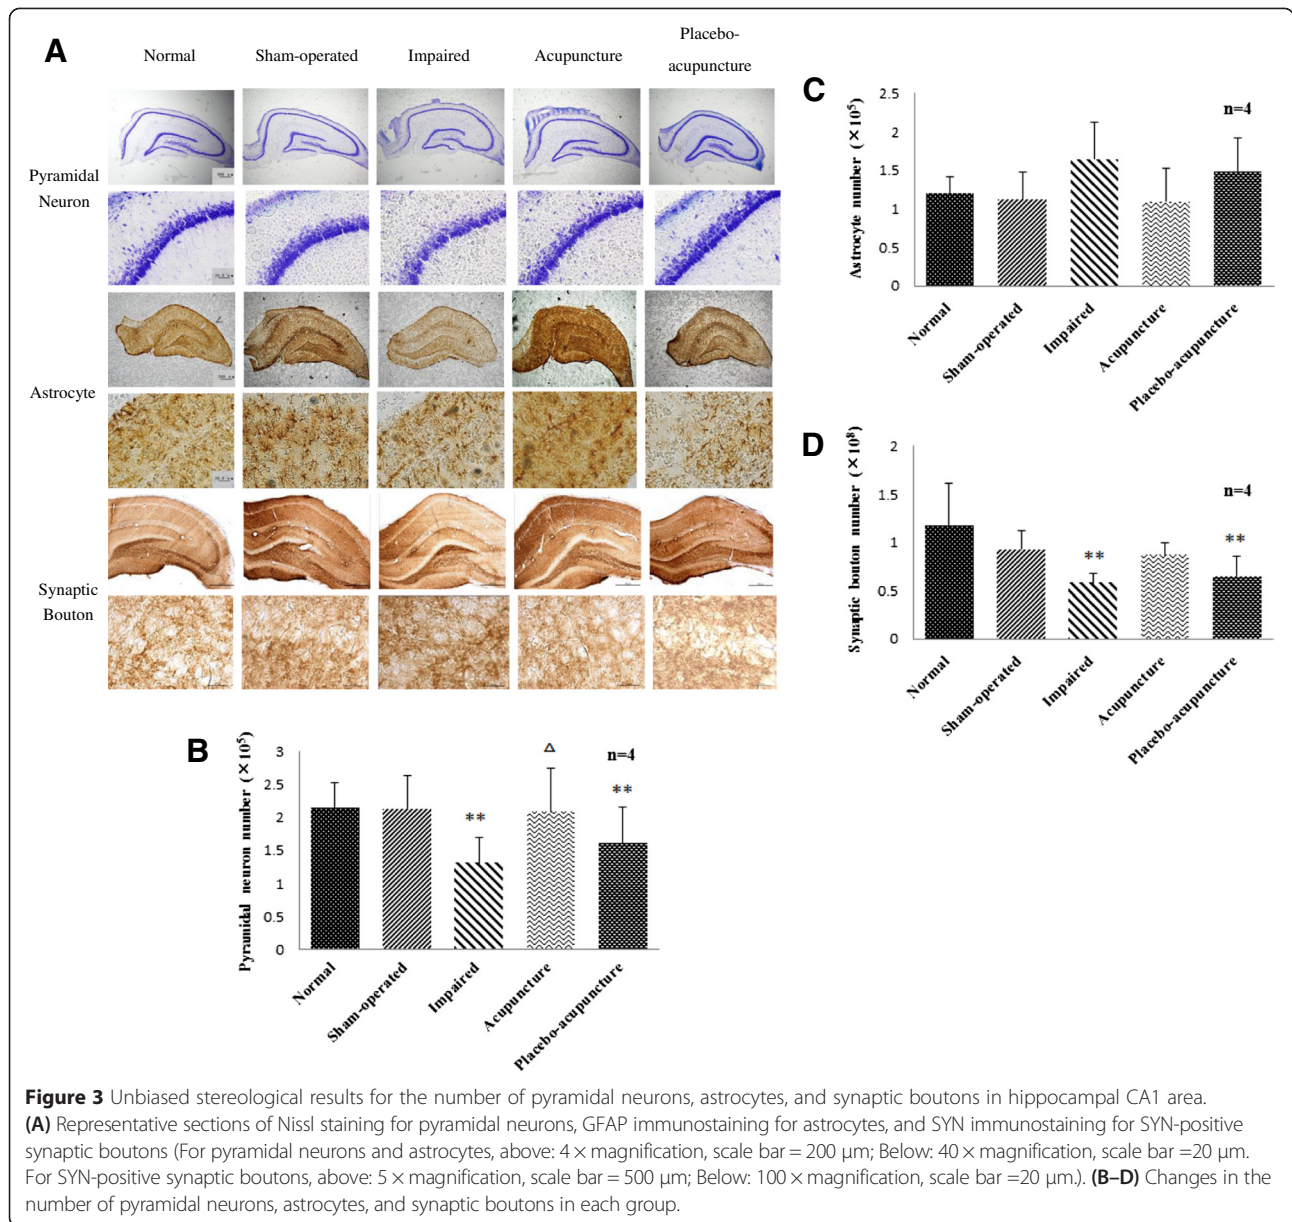 A
Normal
Sham-operated
Impaired
Acupuncture
Placebo-
acupuncture
Pyramidal
Neuron
Astrocyte
Synaptic
Bouton
C
Astrocyte number (×10⁵)
2.5
2
1.5
1
0.5
0
n=4
Normal
Sham-operated
Impaired
Acupuncture
Placebo-acupuncture
D
Synaptic bouton number (×10⁸)
2
1.5
1
0.5
0
n=4
**
**
Normal
Sham-operated
Impaired
Acupuncture
Placebo-acupuncture
B
Pyramidal neuron number (×10⁵)
3
2.5
2
1.5
1
0.5
0
n=4
**
Δ
**
Normal
Sham-operated
Impaired
Acupuncture
Placebo-acupuncture
Figure 3 Unbiased stereological results for the number of pyramidal neurons, astrocytes, and synaptic boutons in hippocampal CA1 area.
(A) Representative sections of Nissl staining for pyramidal neurons, GFAP immunostaining for astrocytes, and SYN immunostaining for SYN-positive
synaptic boutons (For pyramidal neurons and astrocytes, above: 4 × magnification, scale bar = 200 μm; Below: 40 × magnification, scale bar =20 μm.
For SYN-positive synaptic boutons, above: 5 × magnification, scale bar = 500 μm; Below: 100 × magnification, scale bar =20 μm.). (B–D) Changes in the
number of pyramidal neurons, astrocytes, and synaptic boutons in each group.